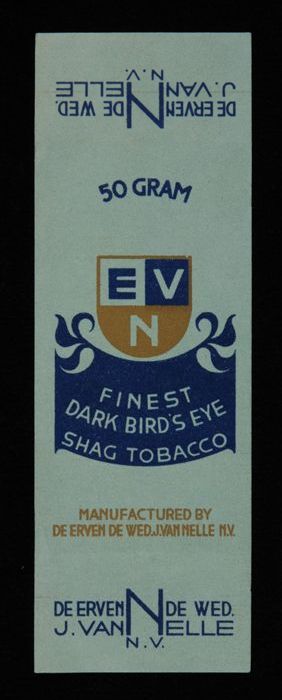 DE ERVEN N DE WED.
J. VAN NELLE
N.V.
50 GRAM
E V
N
FINEST
DARK BIRD'S EYE
SHAG TOBACCO
MANUFACTURED BY
DE ERVEN DE WED.J.VAN NELLE N.V.
DE ERVEN DE WED.
J. VAN NELLE
N.V.